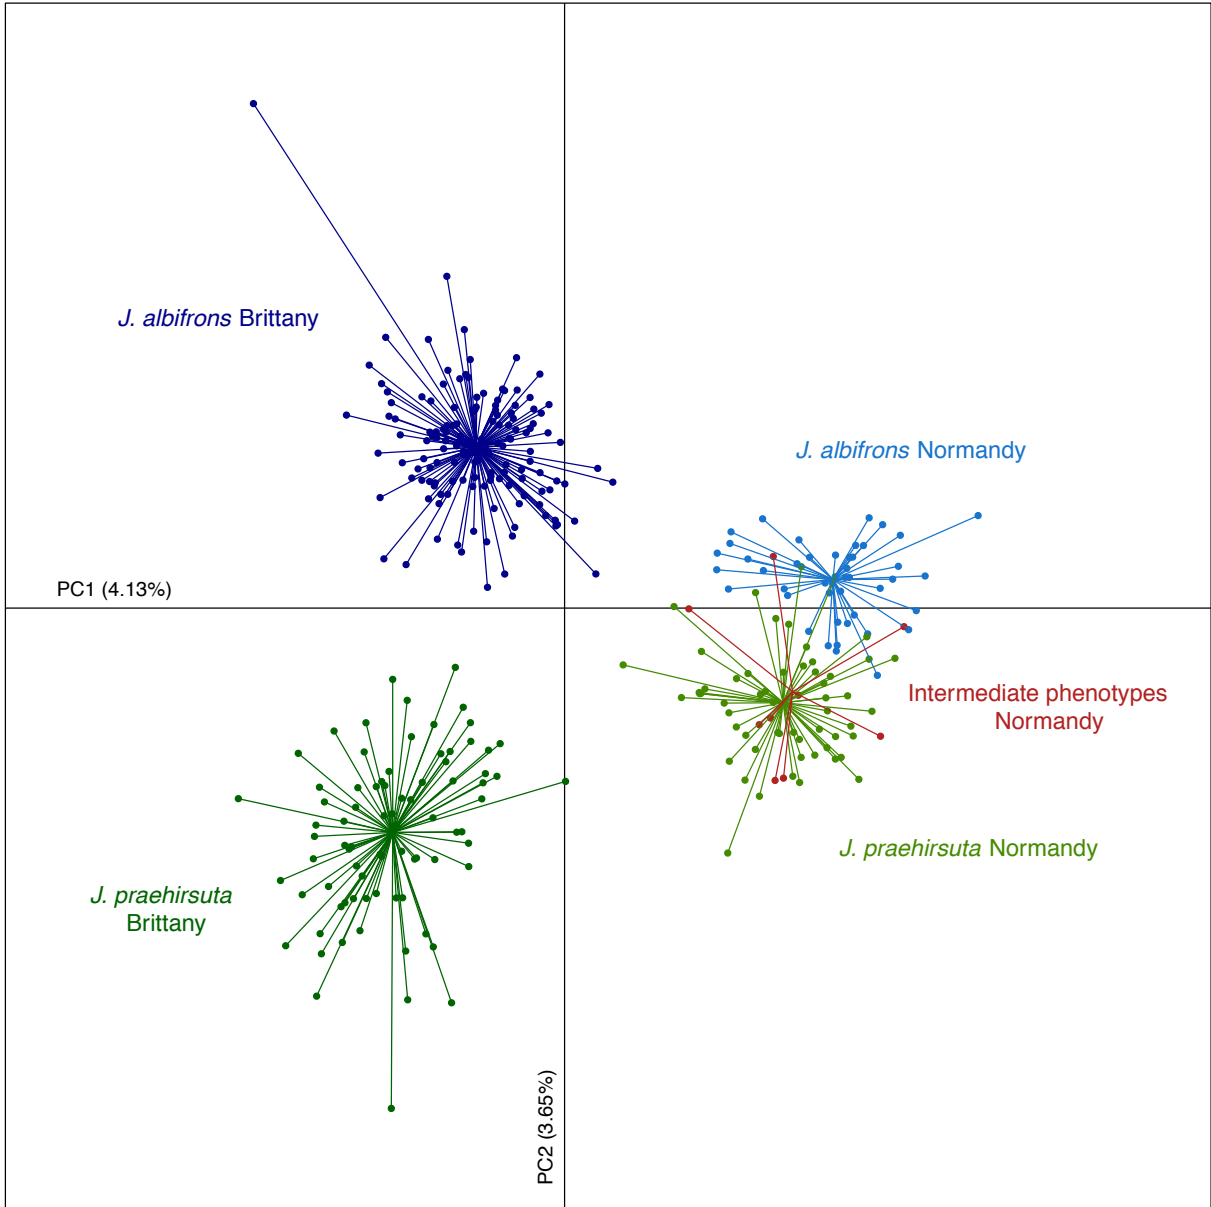 J. albifrons Brittany
J. albifrons Normandy
PC1 (4.13%)
Intermediate phenotypes
Normandy
J. praehirsuta Normandy
J. praehirsuta
Brittany
PC2 (3.65%)